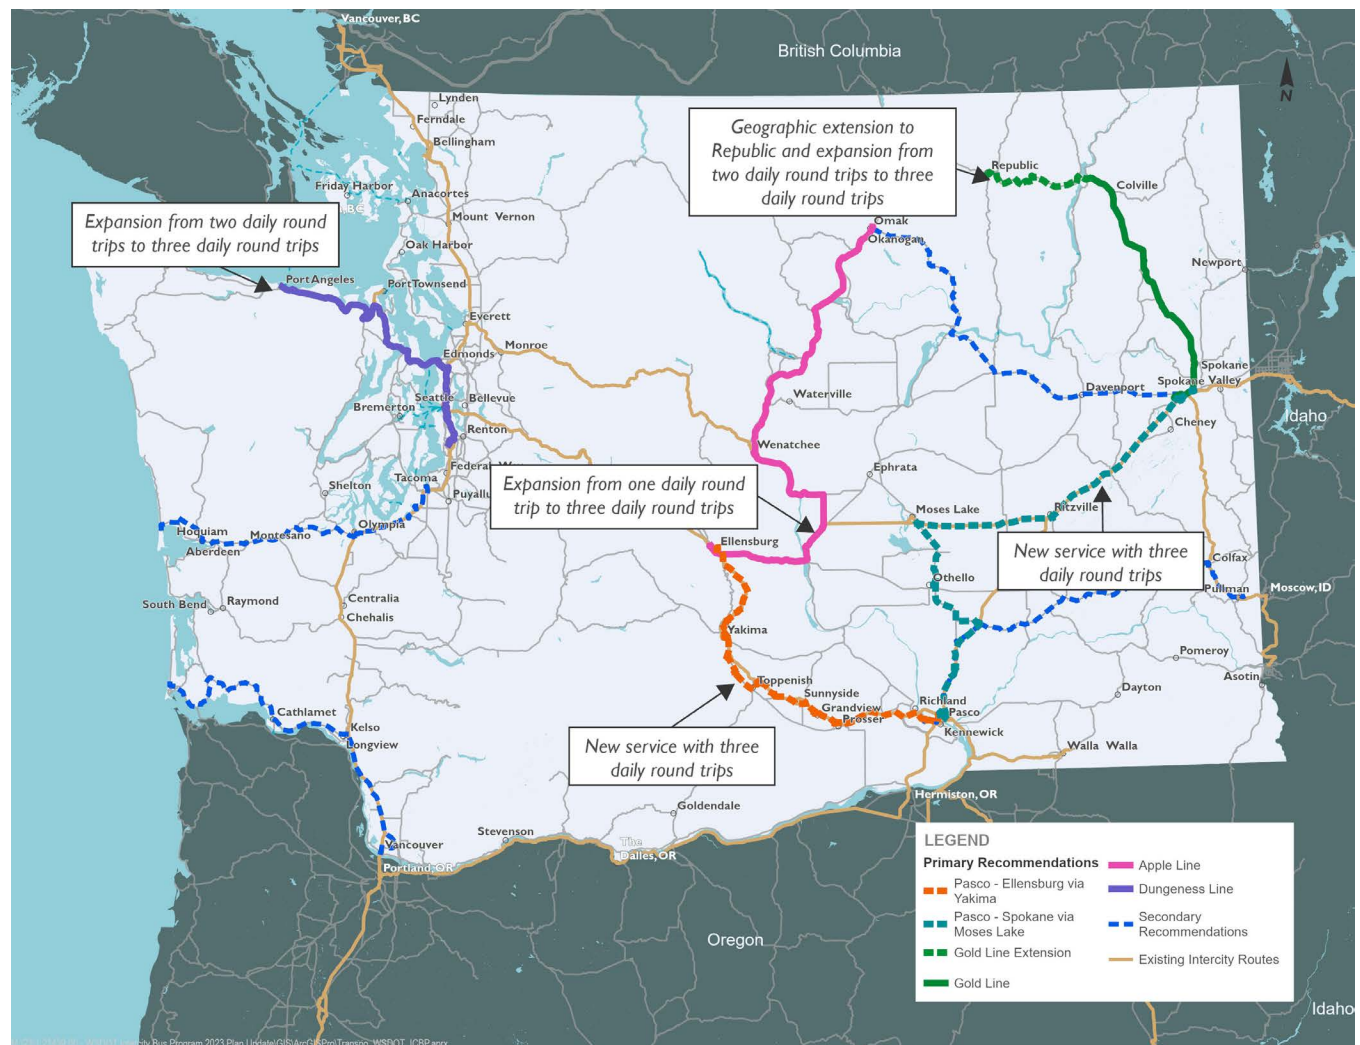 Vancouver, BC
British Columbia
N
Lynden
Ferndale
Bellingham
Geographic extension to
Republic and expansion from
two daily round trips to three
daily round trips
Republic
Colville
Friday Harbor
Anacortes
Expansion from two daily round
trips to three daily round trips
Mount Vernon
Omak
Okanogan
Oak Harbor
Newport
Port Angeles
Port Townsend
Everett
Monroe
Edmonds
Spokane
Spokane Valley
Davenport
Seattle
Bellevue
Waterville
Bremerton
Idaho
Cheney
Renton
Wenatchee
Federal
Tacoma
Ephrata
Expansion from one daily round
trip to three daily round trips
Shelton
Puyallu
Moses Lake
Ritzville
Olympia
Hoquiam
Montesano
Aberdeen
Ellensburg
New service with three
daily round trips
Colfax
Othello
Pullman
Moscow, ID
Centralia
South Bend
Raymond
Chehalis
Yakima
Pomeroy
Asotin
Toppenish
Sunnyside
Dayton
Grandview
Richland
Prosser
Pasco
Kennewick
Cathlamet
Kelso
Longview
New service with three
daily round trips
Walla Walla
Hermiston, OR
Goldendale
Stevenson
Vancouver
The
Dalles, OR
Portland, OR
Oregon
Idaho
LEGEND
Primary Recommendations
Pasco - Ellensburg via
Yakima
Pasco - Spokane via
Moses Lake
Gold Line Extension
Gold Line
Apple Line
Dungeness Line
Secondary
Recommendations
Existing Intercity Routes